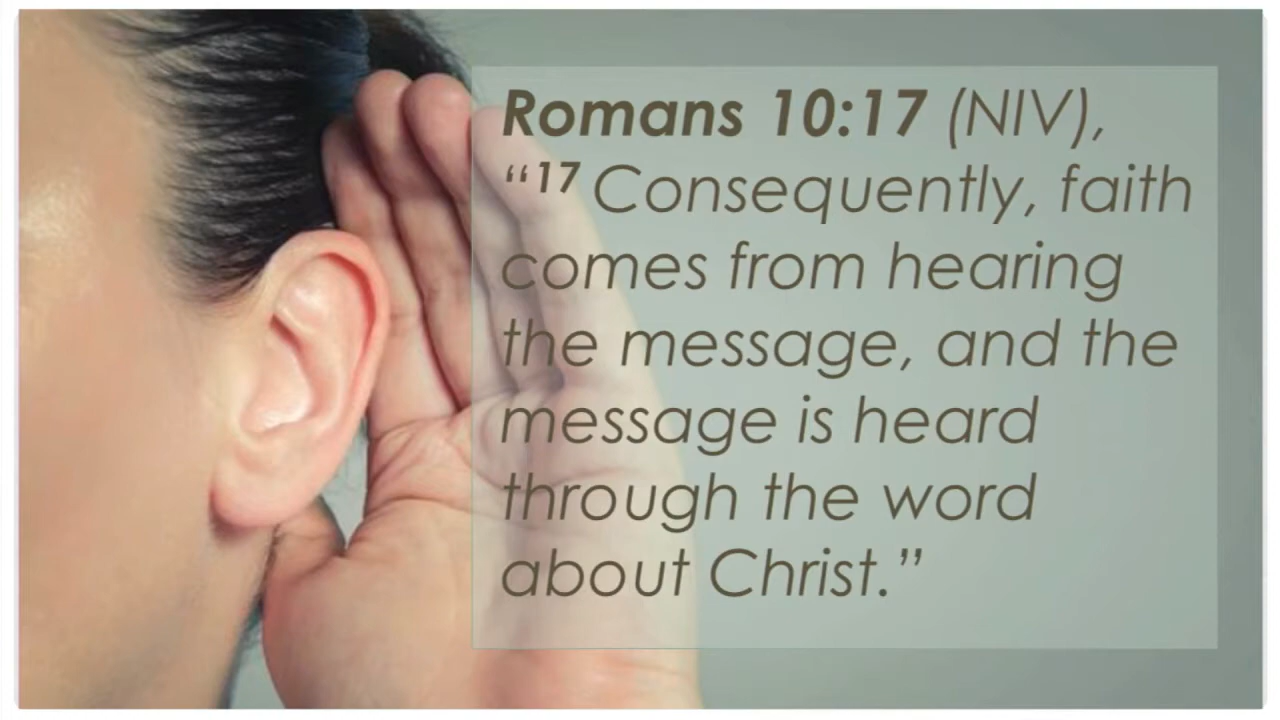 Romans 10:17 (NIV),
“17 Consequently, faith
comes from hearing
the message, and the
message is heard
through the word
about Christ.”